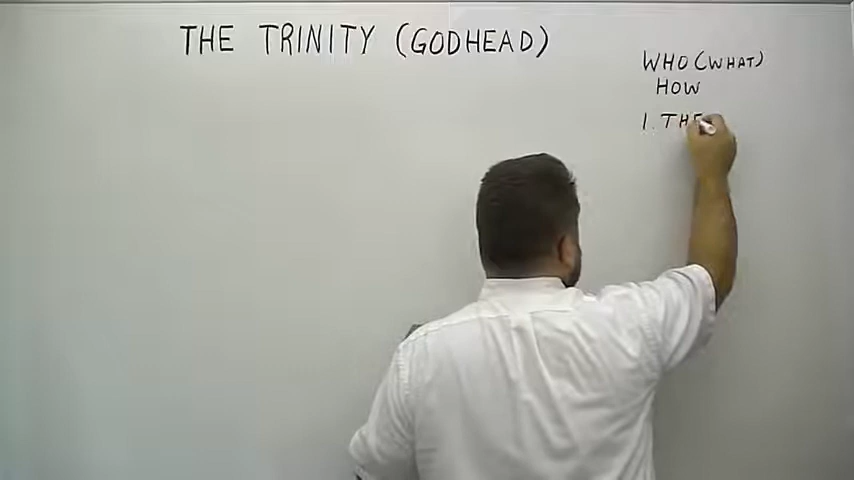 THE TRINITY (GODHEAD)
WHO (WHAT)
HOW
1. THE